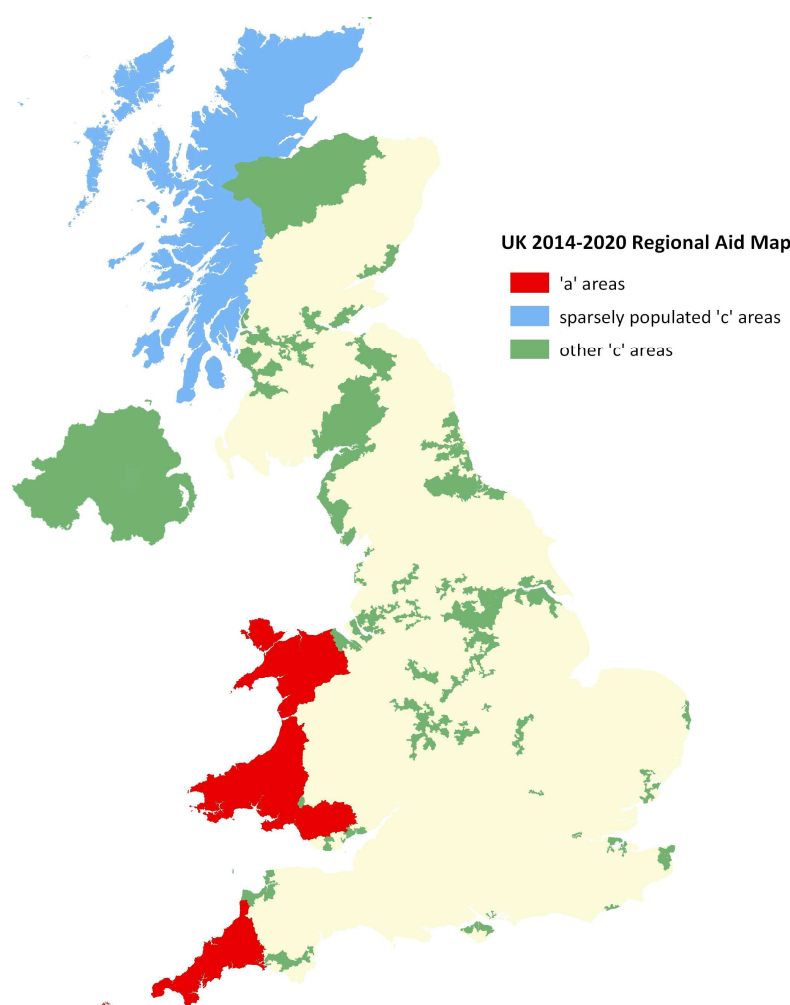 UK 2014-2020 Regional Aid Map
'a' areas
sparsely populated 'c' areas
other 'c' areas